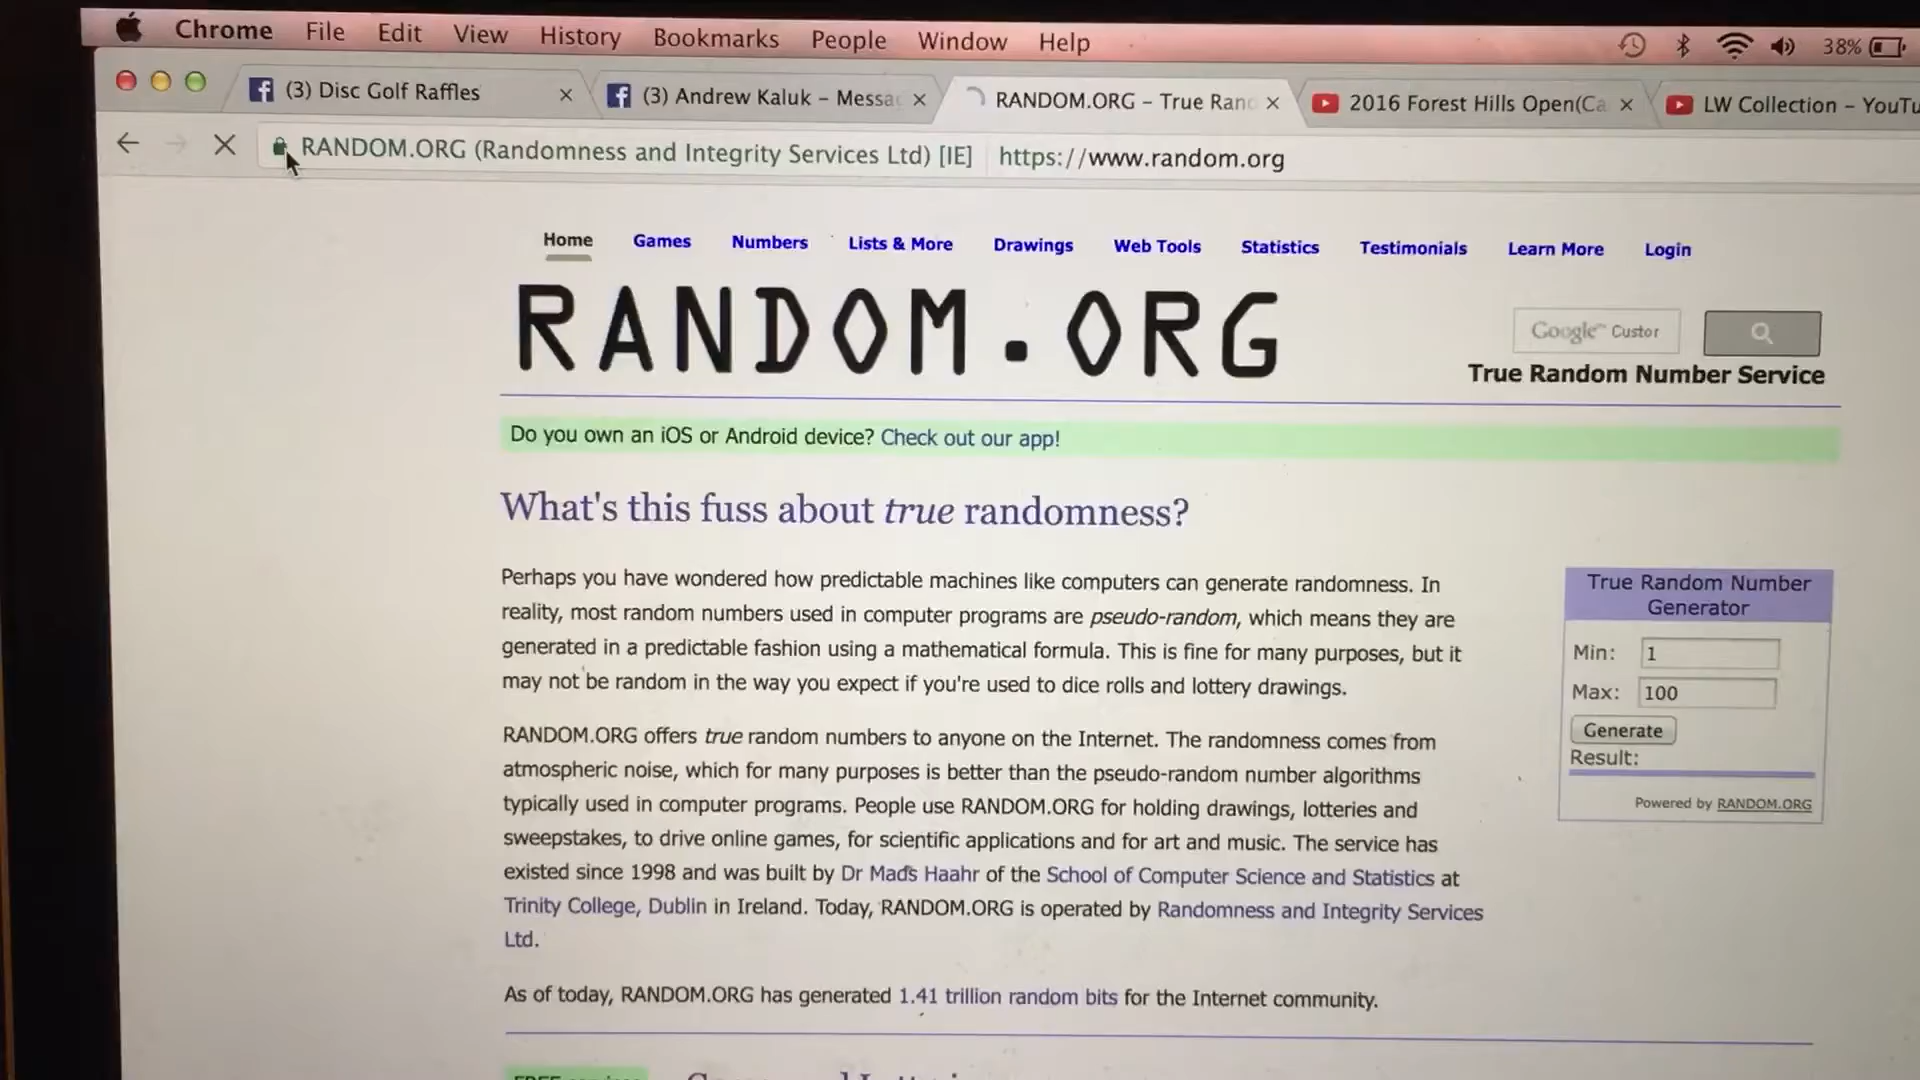 Chrome File Edit View History Bookmarks People Window Help 38%
(3) Disc Golf Raffles
(3) Andrew Kaluk – Messa
RANDOM.ORG – True Ran
2016 Forest Hills Open(Ca
LW Collection – YouTu
RANDOM.ORG (Randomness and Integrity Services Ltd) [IE] https://www.random.org
Home Games Numbers Lists & More Drawings Web Tools Statistics Testimonials Learn More Login
RANDOM.ORG
Google™ Custor
True Random Number Service
Do you own an iOS or Android device? Check out our app!
What's this fuss about true randomness?
Perhaps you have wondered how predictable machines like computers can generate randomness. In
reality, most random numbers used in computer programs are pseudo-random, which means they are
generated in a predictable fashion using a mathematical formula. This is fine for many purposes, but it
may not be random in the way you expect if you're used to dice rolls and lottery drawings.
RANDOM.ORG offers true random numbers to anyone on the Internet. The randomness comes from
atmospheric noise, which for many purposes is better than the pseudo-random number algorithms
typically used in computer programs. People use RANDOM.ORG for holding drawings, lotteries and
sweepstakes, to drive online games, for scientific applications and for art and music. The service has
existed since 1998 and was built by Dr Mads Haahr of the School of Computer Science and Statistics at
Trinity College, Dublin in Ireland. Today, RANDOM.ORG is operated by Randomness and Integrity Services
Ltd.
As of today, RANDOM.ORG has generated 1.41 trillion random bits for the Internet community.
True Random Number
Generator
Min: 1
Max: 100
Generate
Result:
Powered by RANDOM.ORG